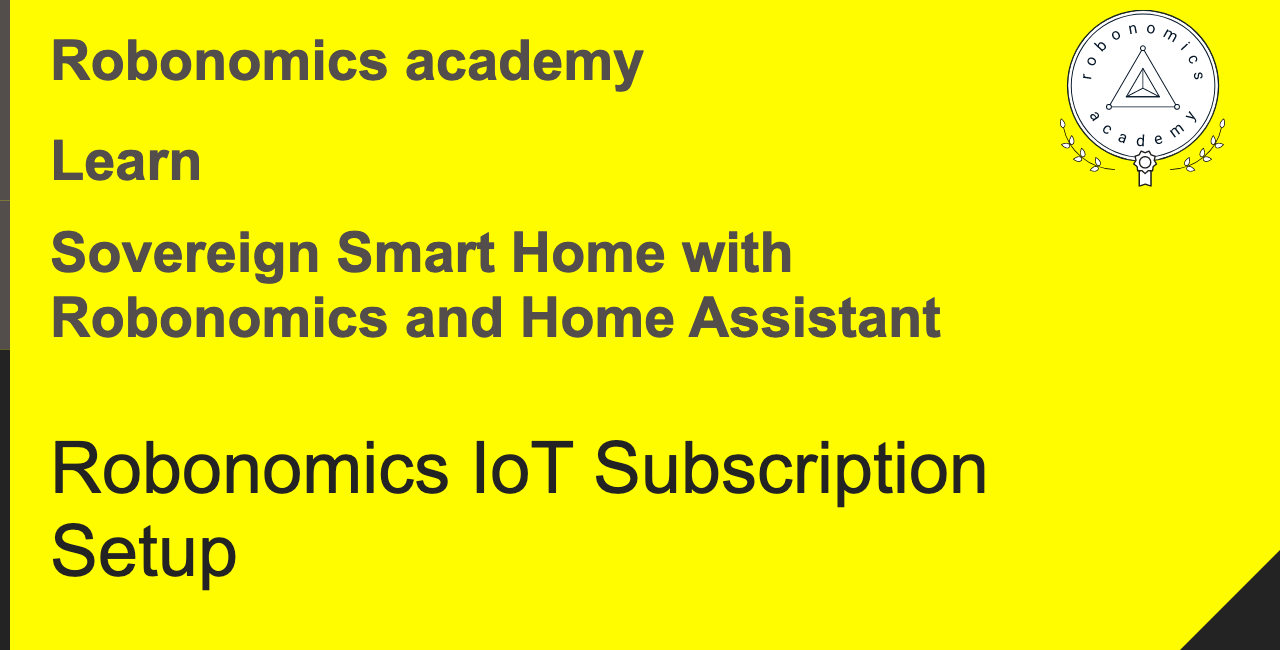 Robonomics academy
robonomics
academy
Learn
Sovereign Smart Home with
Robonomics and Home Assistant
Robonomics IoT Subscription
Setup